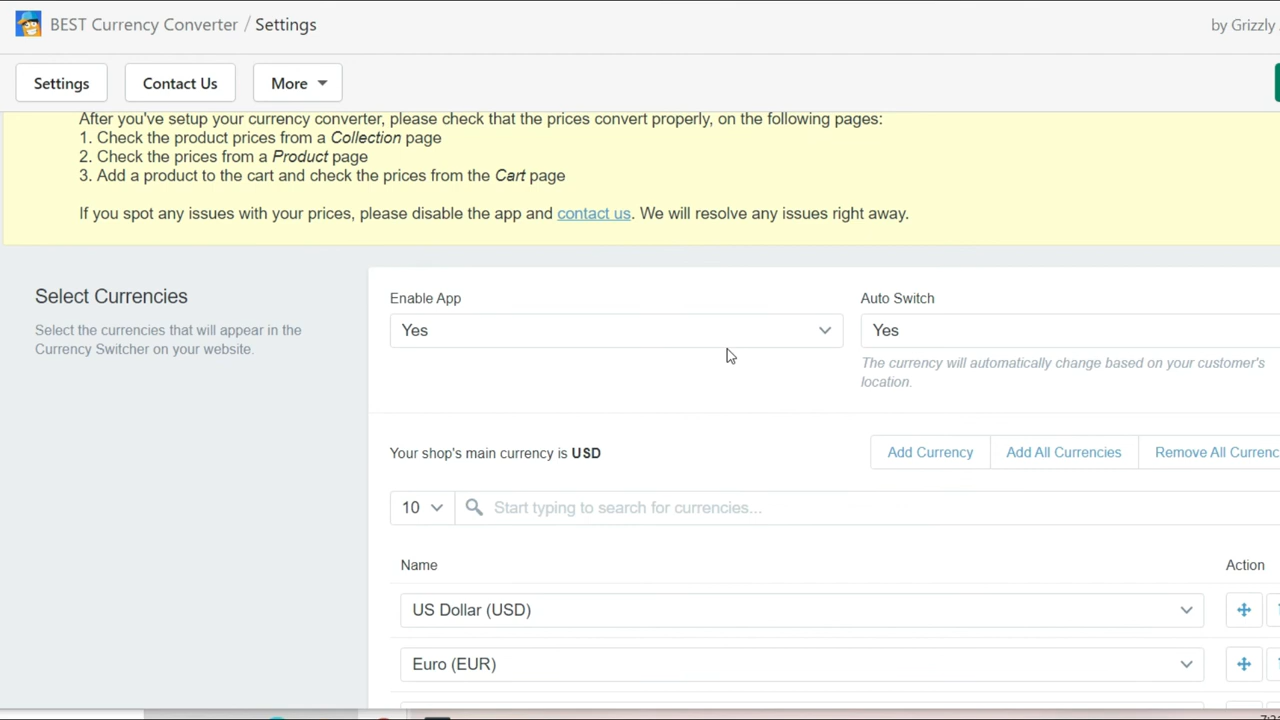 BEST Currency Converter / Settings
by Grizzly
Settings
Contact Us
More
After you've setup your currency converter, please check that the prices convert properly, on the following pages:
1. Check the product prices from a Collection page
2. Check the prices from a Product page
3. Add a product to the cart and check the prices from the Cart page
If you spot any issues with your prices, please disable the app and contact us. We will resolve any issues right away.
Select Currencies
Select the currencies that will appear in the
Currency Switcher on your website.
Enable App
Yes
Auto Switch
Yes
The currency will automatically change based on your customer's
location.
Your shop's main currency is USD
Add Currency
Add All Currencies
Remove All Currenc
10
Start typing to search for currencies...
Name
Action
US Dollar (USD)
Euro (EUR)